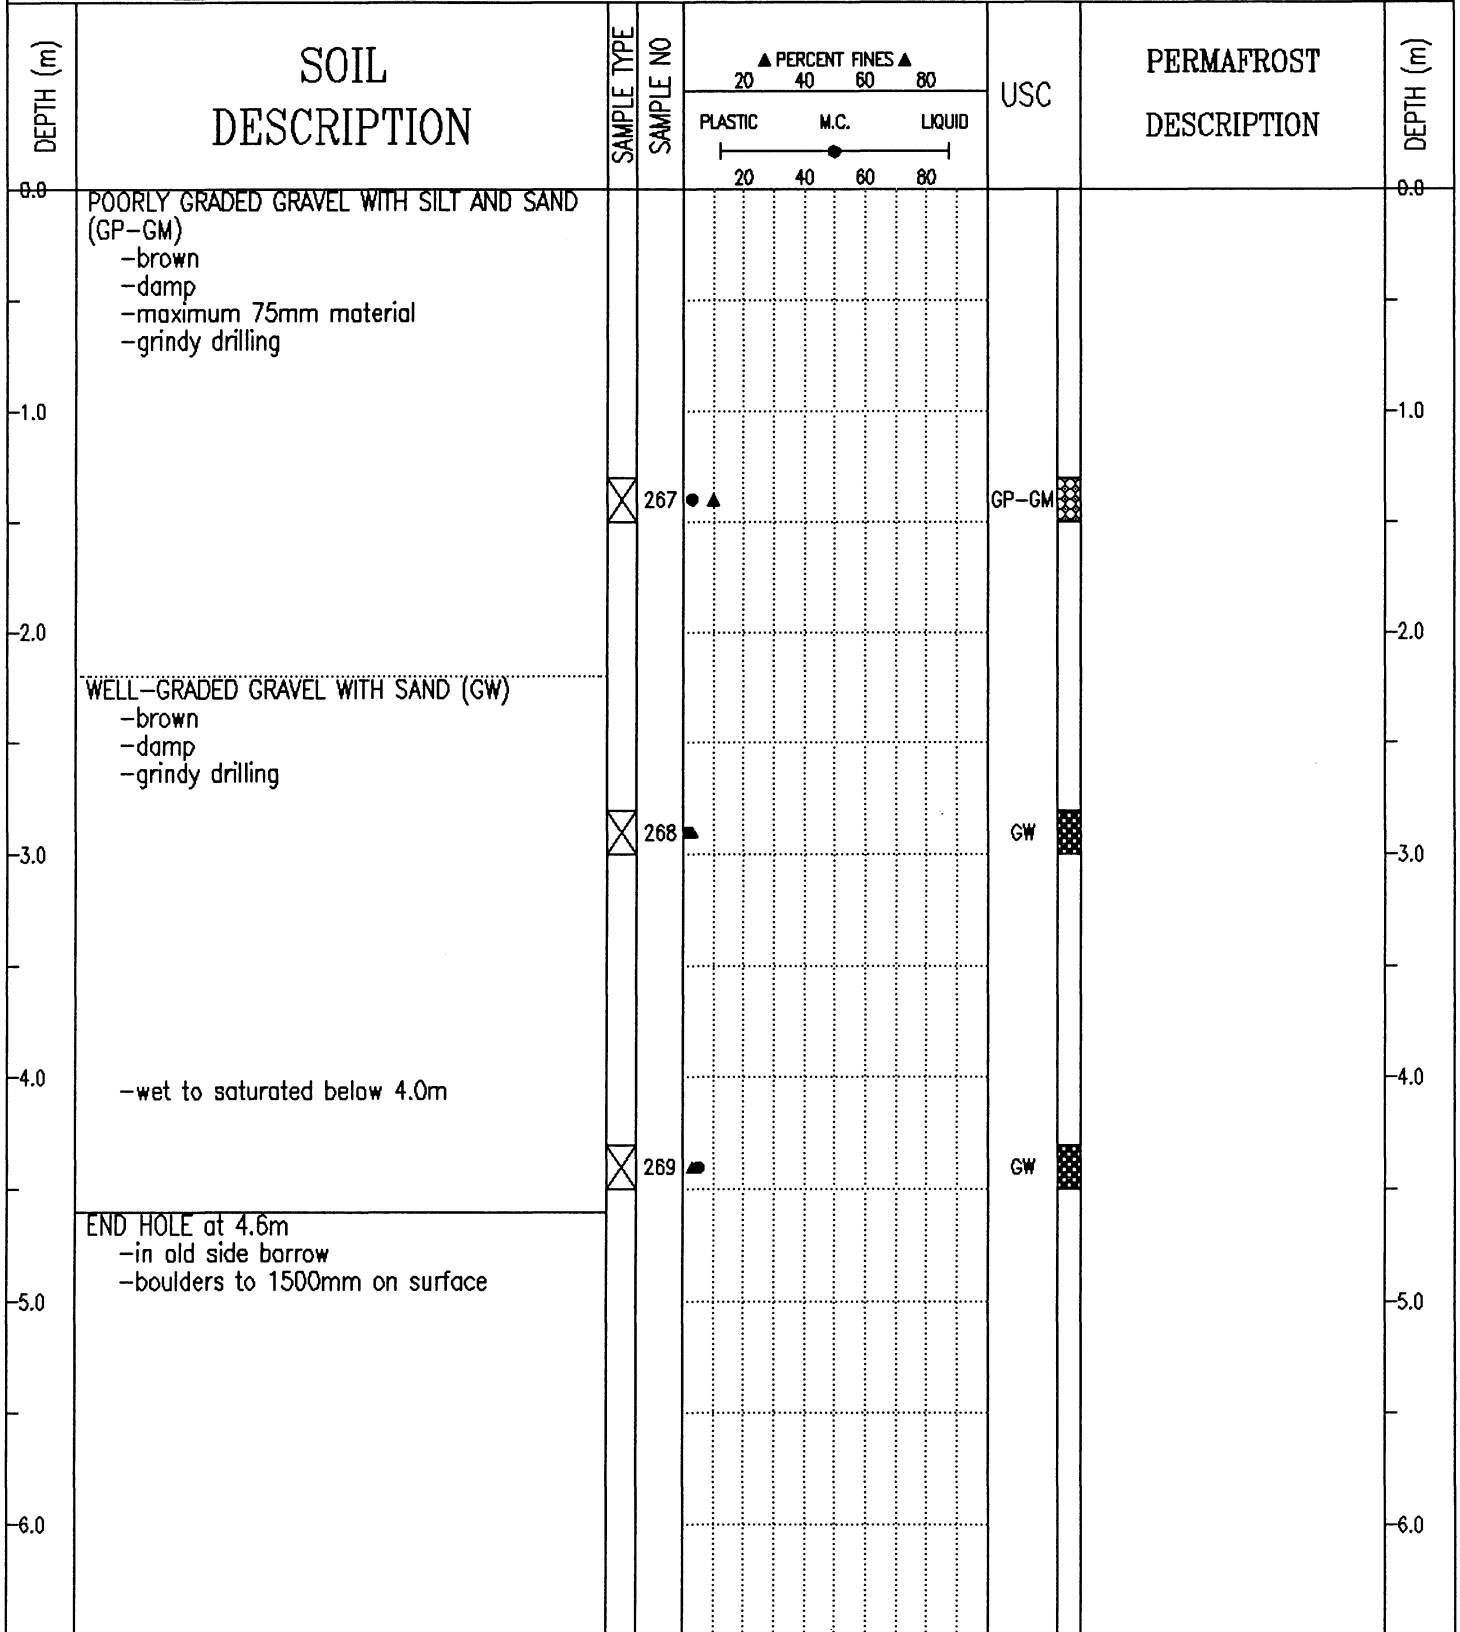 DEPTH (m)
SOIL
DESCRIPTION
SAMPLE TYPE
SAMPLE NO
▲ PERCENT FINES ▲
20 40 60 80
PLASTIC M.C. LIQUID
20 40 60 80
USC
PERMAFROST
DESCRIPTION
DEPTH (m)
0.0 0.0
POORLY GRADED GRAVEL WITH SILT AND SAND
(GP-GM)
-brown
-damp
-maximum 75mm material
-grindy drilling
1.0 1.0
267 GP-GM
2.0 2.0
WELL-GRADED GRAVEL WITH SAND (GW)
-brown
-damp
-grindy drilling
268 GW
3.0 3.0
4.0 4.0
-wet to saturated below 4.0m
269 GW
END HOLE at 4.6m
-in old side borrow
-boulders to 1500mm on surface
5.0 5.0
6.0 6.0